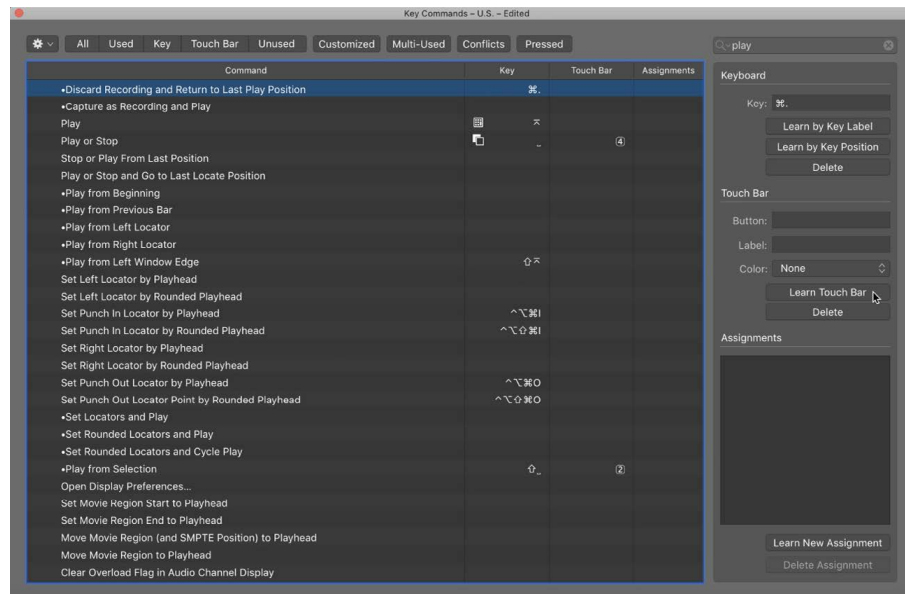 Key Commands – U.S. – Edited
All Used Key Touch Bar Unused Customized Multi-Used Conflicts Pressed
play
Command Key Touch Bar Assignments
•Discard Recording and Return to Last Play Position ⌘.
•Capture as Recording and Play
Play ⌅
Play or Stop ⎵ ④
Stop or Play From Last Position
Play or Stop and Go to Last Locate Position
•Play from Beginning
•Play from Previous Bar
•Play from Left Locator
•Play from Right Locator
•Play from Left Window Edge ⇧⌅
Set Left Locator by Playhead
Set Left Locator by Rounded Playhead
Set Punch In Locator by Playhead ^⌥⌘I
Set Punch In Locator by Rounded Playhead ^⌥⇧⌘I
Set Right Locator by Playhead
Set Right Locator by Rounded Playhead
Set Punch Out Locator by Playhead ^⌥⌘O
Set Punch Out Locator Point by Rounded Playhead ^⌥⇧⌘O
•Set Locators and Play
•Set Rounded Locators and Play
•Set Rounded Locators and Cycle Play
•Play from Selection ⇧⎵ ②
Open Display Preferences...
Set Movie Region Start to Playhead
Set Movie Region End to Playhead
Move Movie Region (and SMPTE Position) to Playhead
Move Movie Region to Playhead
Clear Overload Flag in Audio Channel Display
Keyboard
Key: ⌘.
Learn by Key Label
Learn by Key Position
Delete
Touch Bar
Button:
Label:
Color: None
Learn Touch Bar
Delete
Assignments
Learn New Assignment
Delete Assignment